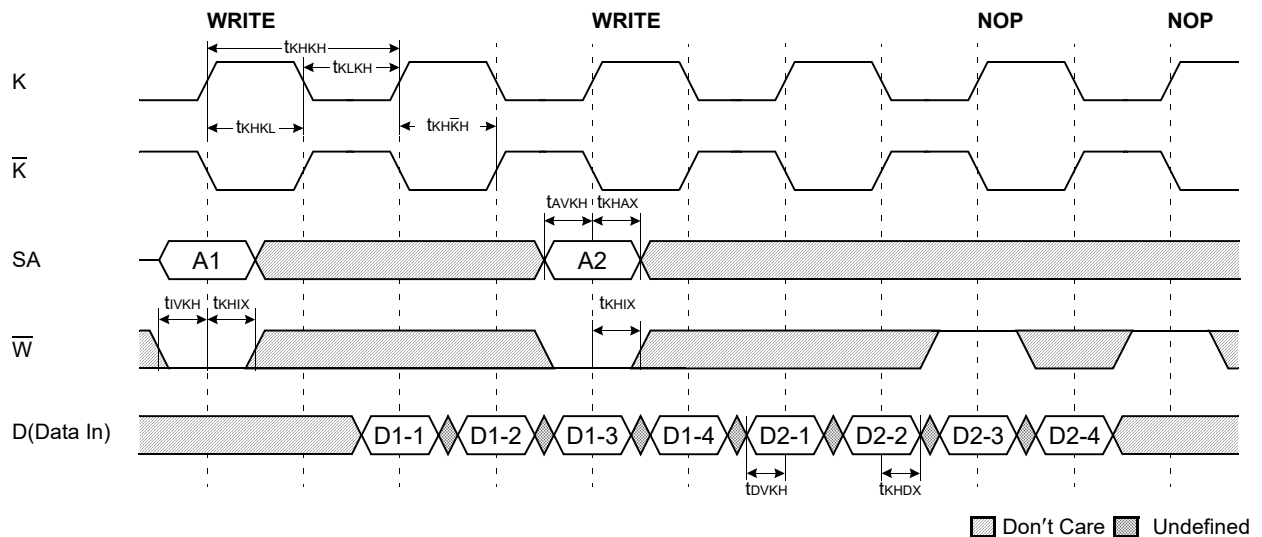 WRITE WRITE NOP NOP
tKHKH
tKLKH
K
tKHKL tKHK̅H
K̅
tAVKH tKHAX
SA A1 A2
tIVKH tKHIX tKHIX
W̅
D(Data In) D1-1 D1-2 D1-3 D1-4 D2-1 D2-2 D2-3 D2-4
tDVKH tKHDX
Don't Care Undefined